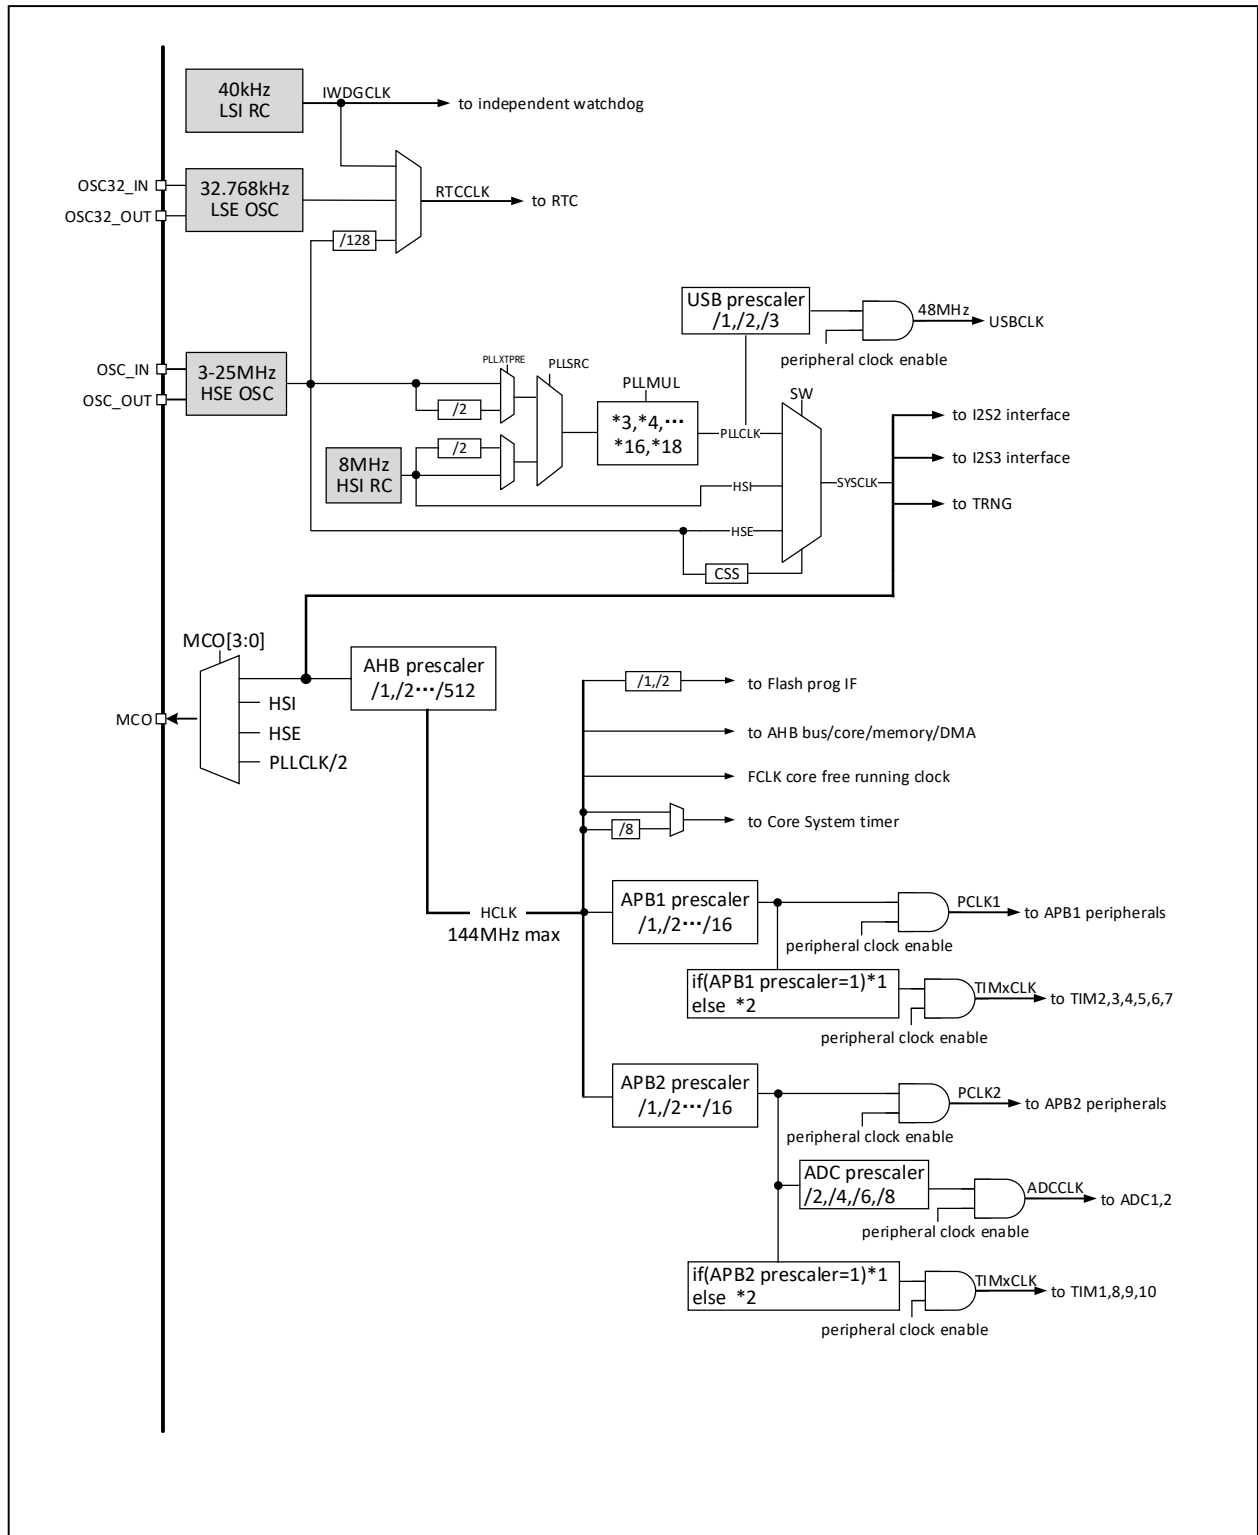 40kHz
LSI RC
IWDGCLK
to independent watchdog
OSC32_IN
OSC32_OUT
32.768kHz
LSE OSC
RTCCLK
to RTC
/128
USB prescaler
/1,/2,/3
48MHz
USBCLK
peripheral clock enable
OSC_IN
OSC_OUT
3-25MHz
HSE OSC
PLLXTPRE
PLLSRC
/2
PLLMUL
*3,*4,···
*16,*18
PLLCLK
SW
/2
8MHz
HSI RC
HSI
HSE
CSS
SYSCLK
to I2S2 interface
to I2S3 interface
to TRNG
MCO[3:0]
HSI
HSE
PLLCLK/2
MCO
AHB prescaler
/1,/2···/512
/1,/2
to Flash prog IF
to AHB bus/core/memory/DMA
FCLK core free running clock
/8
to Core System timer
HCLK
144MHz max
APB1 prescaler
/1,/2···/16
PCLK1
to APB1 peripherals
peripheral clock enable
if(APB1 prescaler=1)*1
else *2
TIMxCLK
to TIM2,3,4,5,6,7
peripheral clock enable
APB2 prescaler
/1,/2···/16
PCLK2
to APB2 peripherals
peripheral clock enable
ADC prescaler
/2,/4,/6,/8
ADCCLK
to ADC1,2
peripheral clock enable
if(APB2 prescaler=1)*1
else *2
TIMxCLK
to TIM1,8,9,10
peripheral clock enable